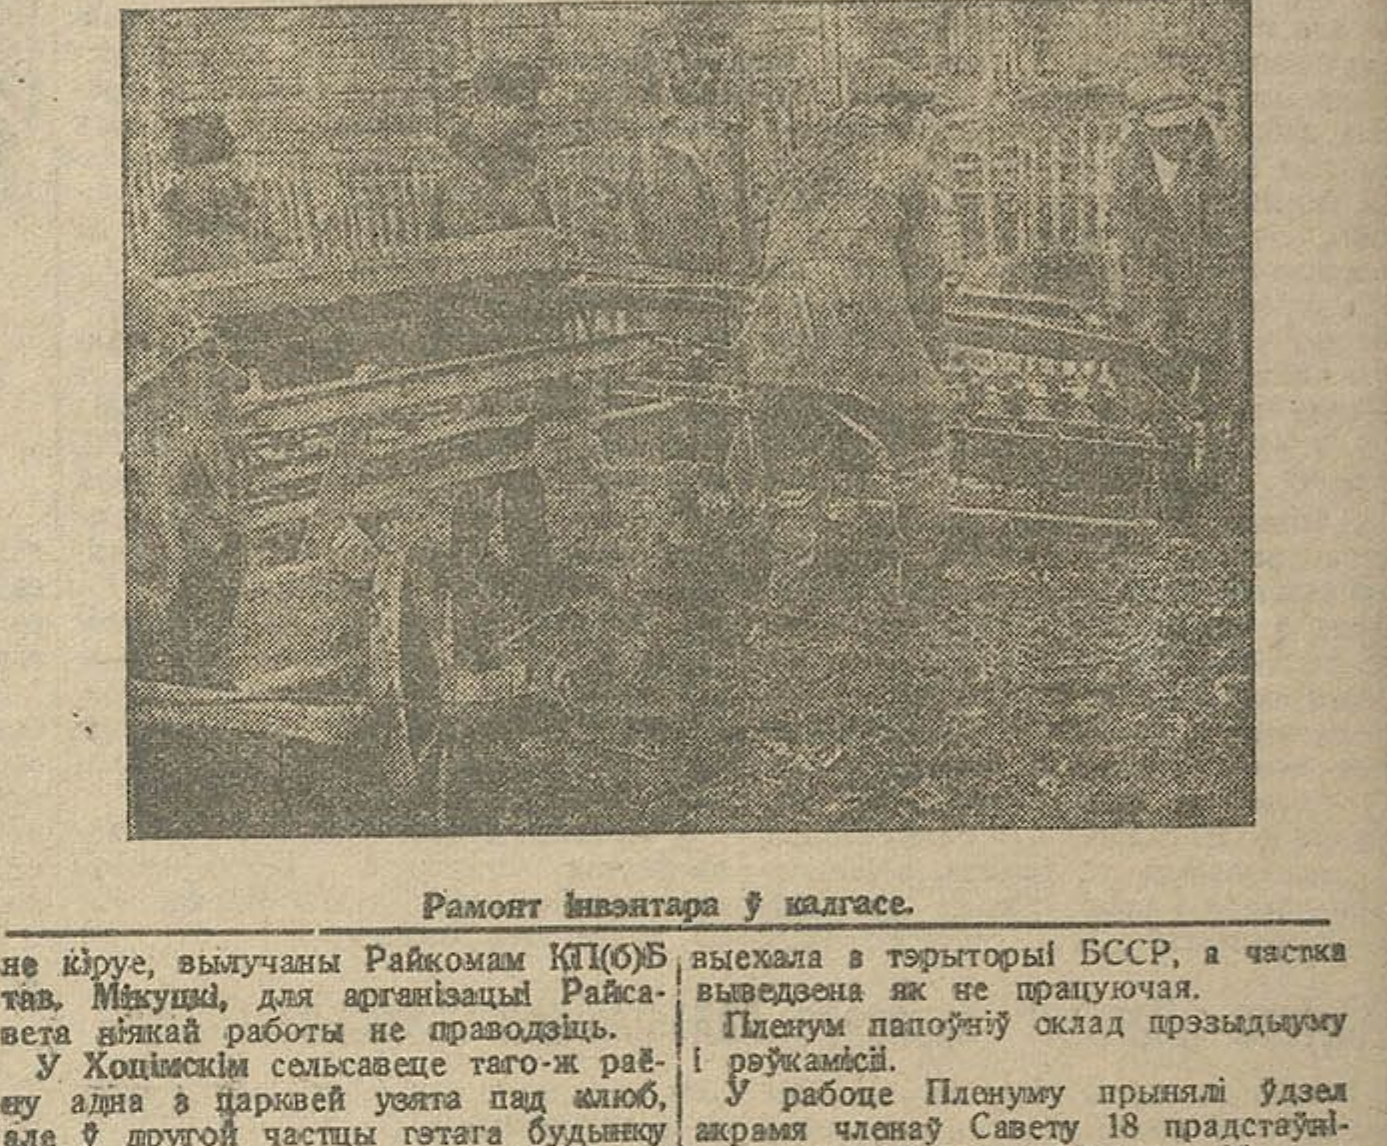 Рамонт інвэнтара ў калгасе.
не кіруе, вылучаны Райкомам КП(б)Б
тав. Мікуцкі, для арганізацыі Райса-
вета ніякай работы не праводзіць.
У Хоцімскім сельсавеце таго-ж раё-
ну адна з царквей узята пад клюб,
але ў другой частцы гэтага будынку
выехала з тэрыторыі БССР, а частка
выведзена як не працуючая.
Пленум папоўніў склад прэзыдыуму
і рэўкамісіі.
У рабоце Пленуму прынялі ўдзел
акрамя членаў Савету 18 прадстаўні-